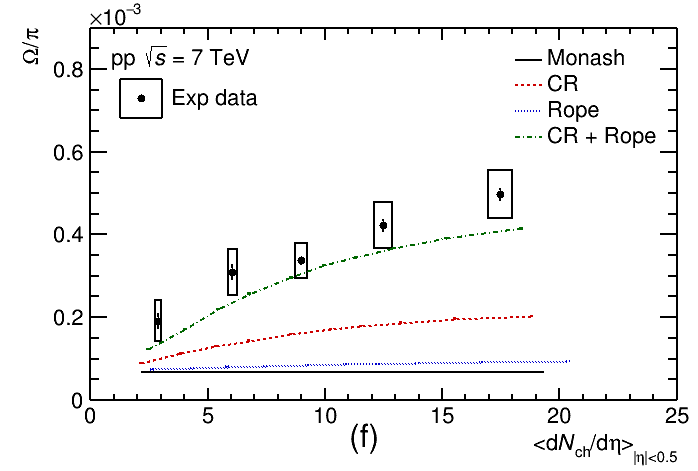 ×10⁻³
Ω/π
pp √s = 7 TeV
Exp data
Monash
CR
Rope
CR + Rope
0.8
0.6
0.4
0.2
0
0 5 10 15 20 25
(f)
<dN_ch/dη>_|η|<0.5